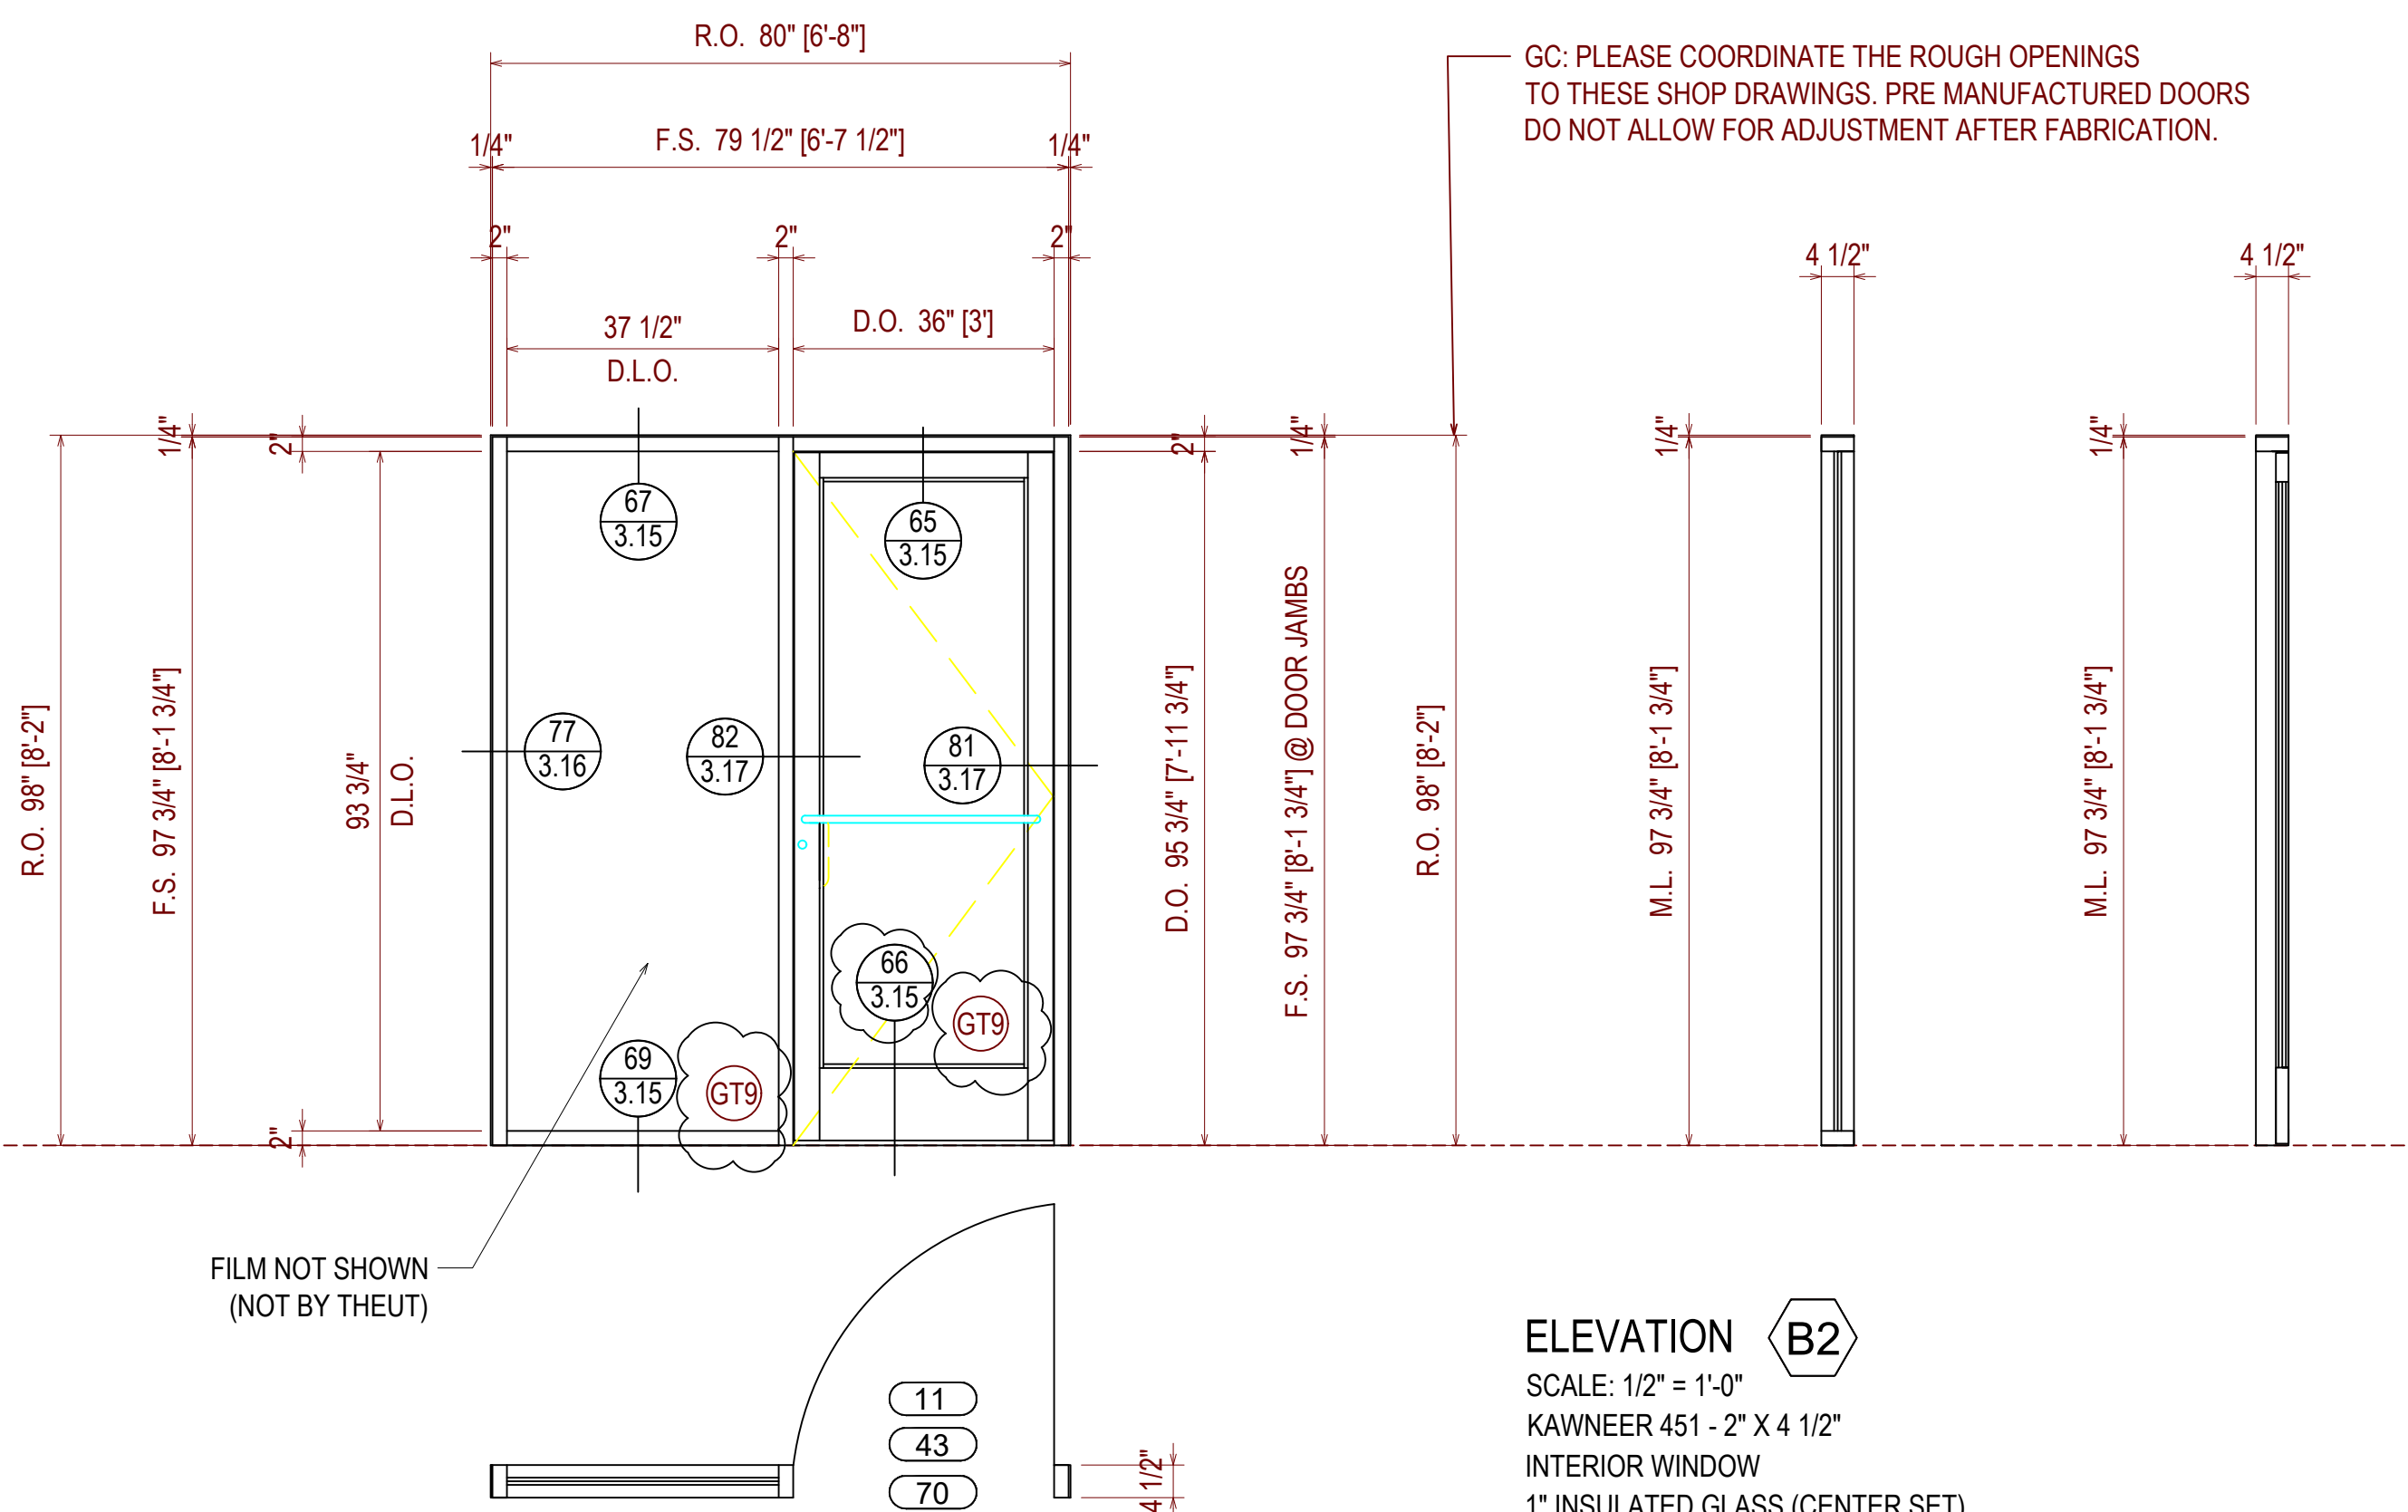 R.O.  80" [6'-8"]
GC: PLEASE COORDINATE THE ROUGH OPENINGS
TO THESE SHOP DRAWINGS. PRE MANUFACTURED DOORS
DO NOT ALLOW FOR ADJUSTMENT AFTER FABRICATION.
1/4"
F.S.  79 1/2" [6'-7 1/2"]
1/4"
2"
2"
2"
4 1/2"
4 1/2"
37 1/2"
D.L.O.
D.O.  36" [3']
1/4"
2"
2"
1/4"
1/4"
1/4"
67
3.15
65
3.15
R.O.  98" [8'-2"]
F.S.  97 3/4" [8'-1 3/4"]
93 3/4"
D.L.O.
77
3.16
82
3.17
81
3.17
D.O.  95 3/4" [7'-11 3/4"]
F.S.  97 3/4" [8'-1 3/4"] @ DOOR JAMBS
R.O.  98" [8'-2"]
M.L.  97 3/4" [8'-1 3/4"]
M.L.  97 3/4" [8'-1 3/4"]
66
3.15
GT9
69
3.15
GT9
2"
FILM NOT SHOWN
(NOT BY THEUT)
11
43
70
4 1/2"
ELEVATION B2
SCALE: 1/2" = 1'-0"
KAWNEER 451 - 2" X 4 1/2"
INTERIOR WINDOW
1" INSULATED GLASS (CENTER SET)